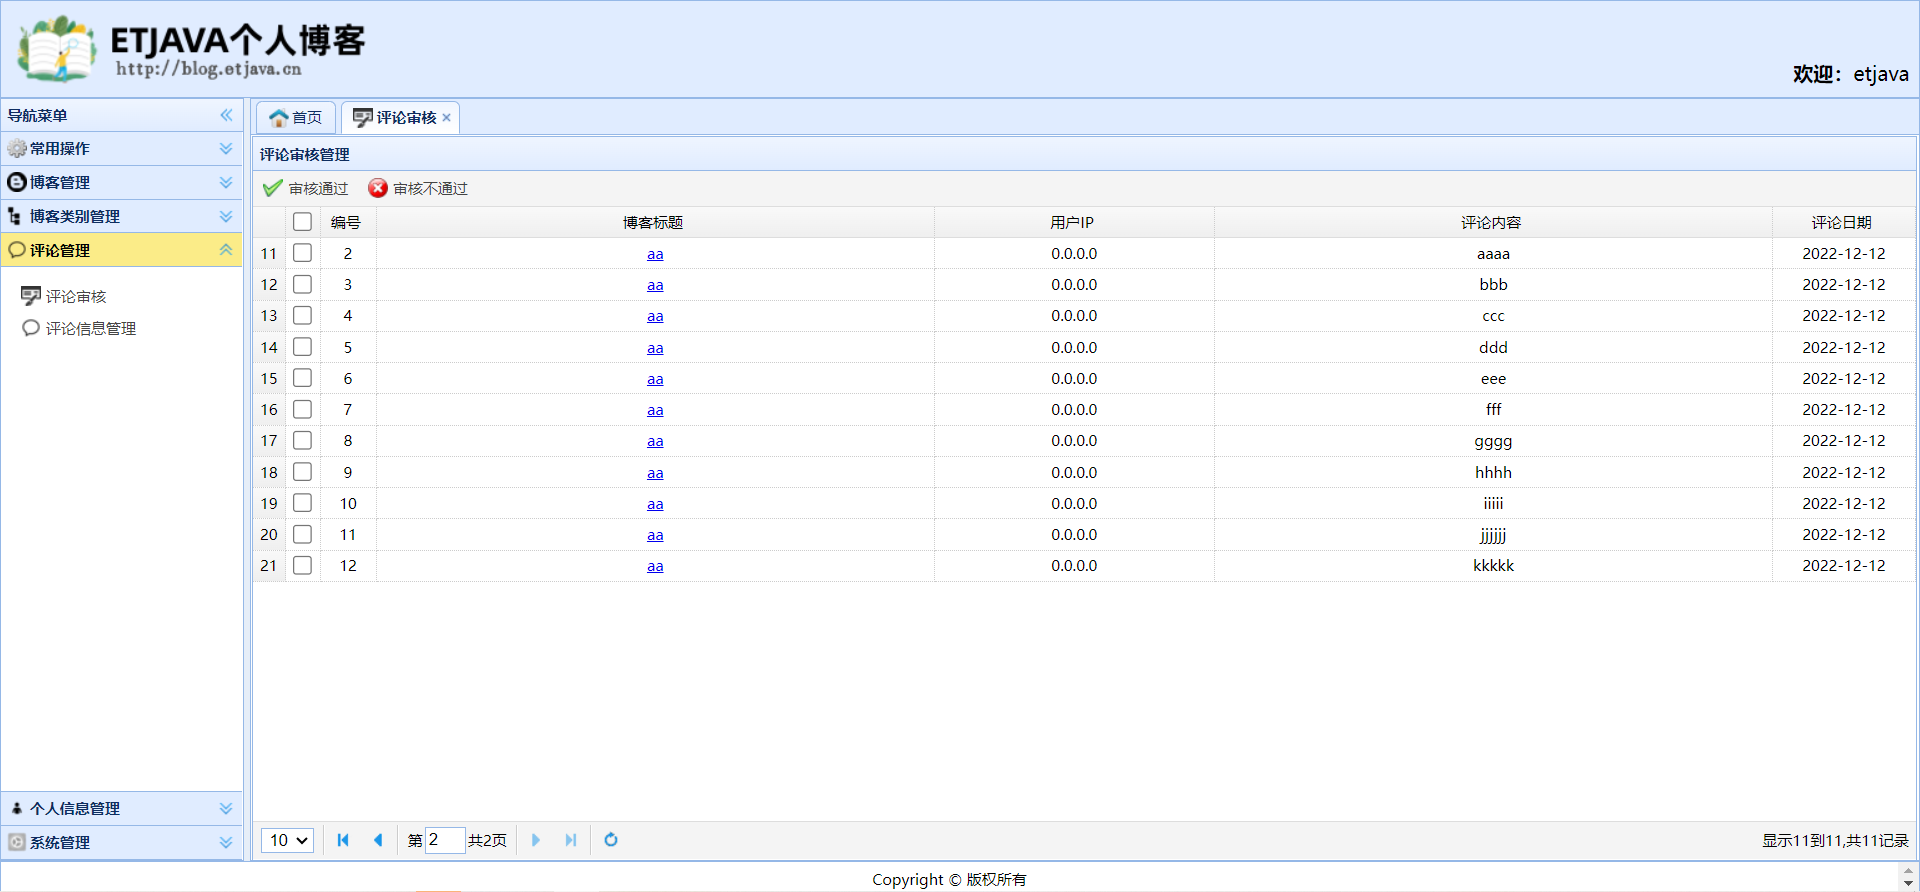 ETJAVA个人博客
http://blog.etjava.cn
欢迎：etjava
导航菜单
首页
评论审核
常用操作
博客管理
博客类别管理
评论管理
评论审核
评论信息管理
个人信息管理
系统管理
评论审核管理
审核通过 审核不通过
编号 博客标题 用户IP 评论内容 评论日期
11 2 aa 0.0.0.0 aaaa 2022-12-12
12 3 aa 0.0.0.0 bbb 2022-12-12
13 4 aa 0.0.0.0 ccc 2022-12-12
14 5 aa 0.0.0.0 ddd 2022-12-12
15 6 aa 0.0.0.0 eee 2022-12-12
16 7 aa 0.0.0.0 fff 2022-12-12
17 8 aa 0.0.0.0 gggg 2022-12-12
18 9 aa 0.0.0.0 hhhh 2022-12-12
19 10 aa 0.0.0.0 iiiii 2022-12-12
20 11 aa 0.0.0.0 jjjjjj 2022-12-12
21 12 aa 0.0.0.0 kkkkk 2022-12-12
10 第 2 共2页 显示11到11,共11记录
Copyright © 版权所有